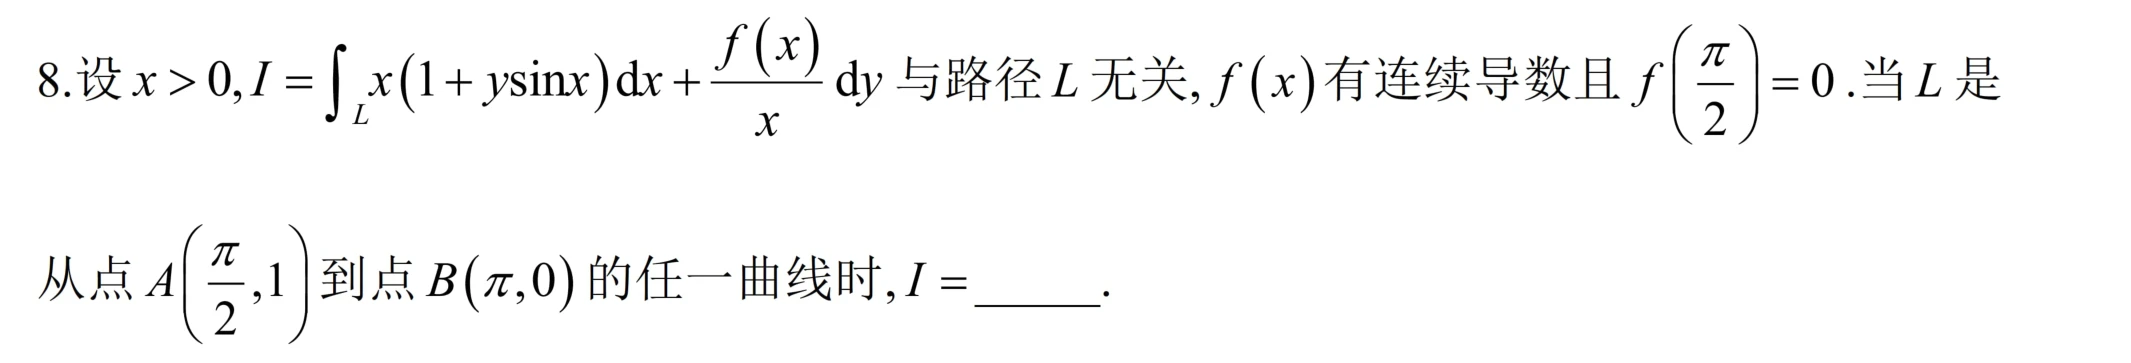 8.设 $x>0, I=\int_{L} x(1+y\sin x)\mathrm{d}x+\frac{f(x)}{x}\mathrm{d}y$ 与路径 $L$ 无关, $f(x)$ 有连续导数且 $f\left(\frac{\pi}{2}\right)=0$ .当 $L$ 是
从点 $A\left(\frac{\pi}{2},1\right)$ 到点 $B(\pi,0)$ 的任一曲线时, $I=$ _____.